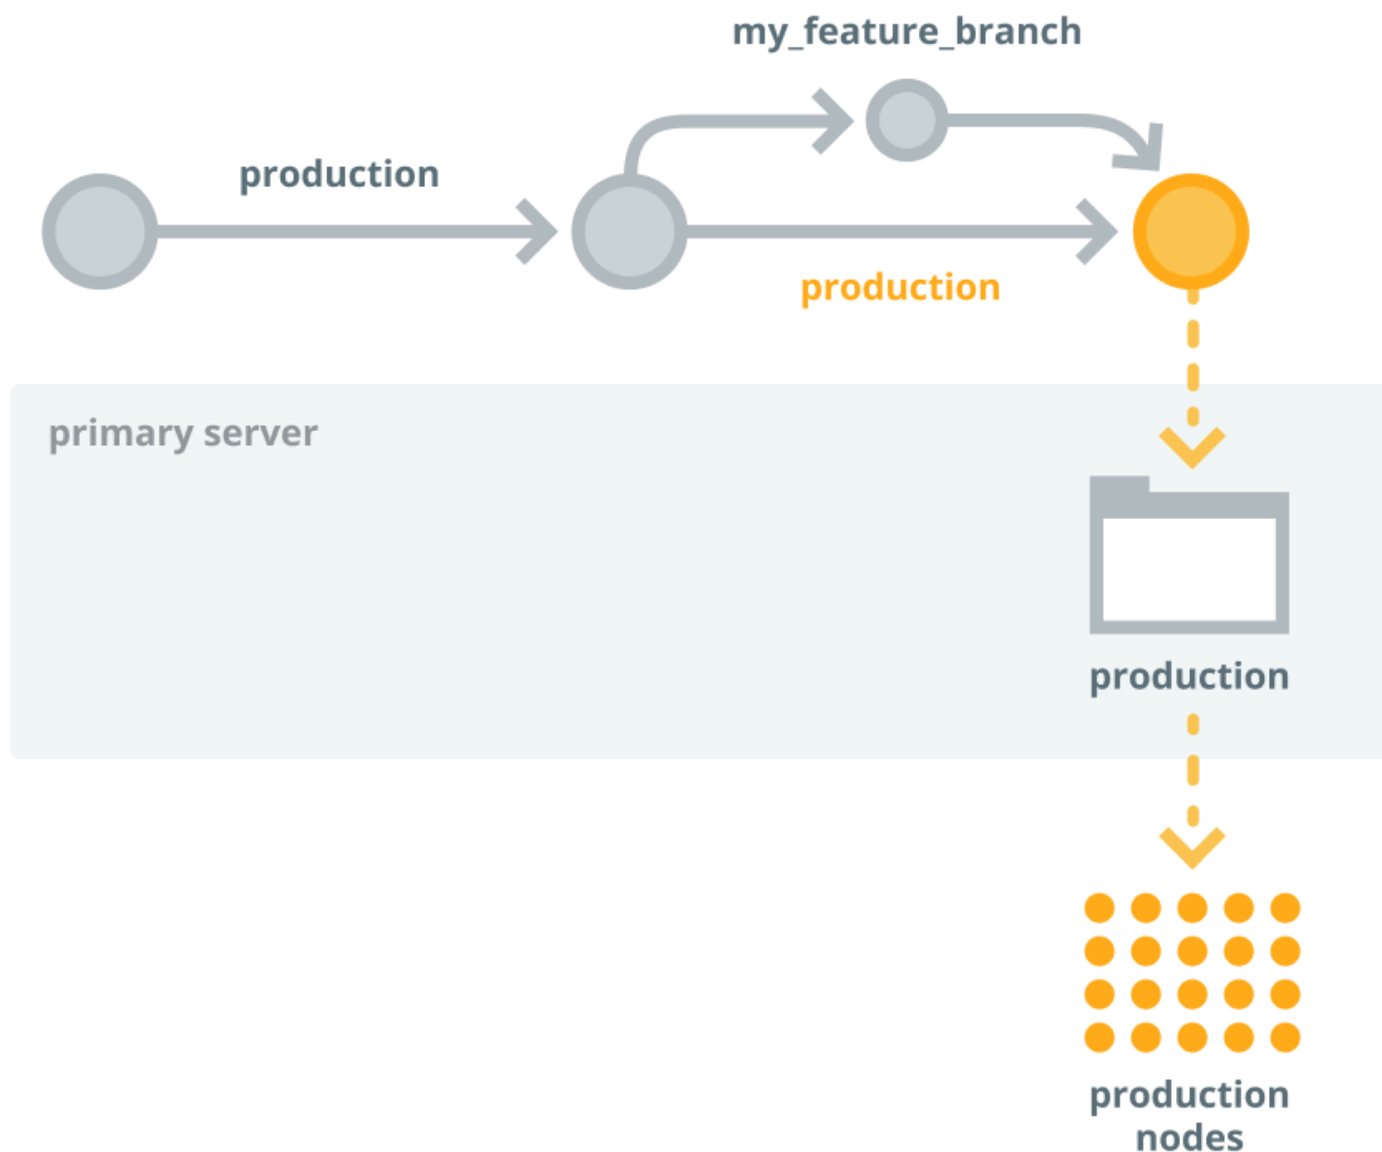 my_feature_branch
production
production
primary server
production
production
nodes